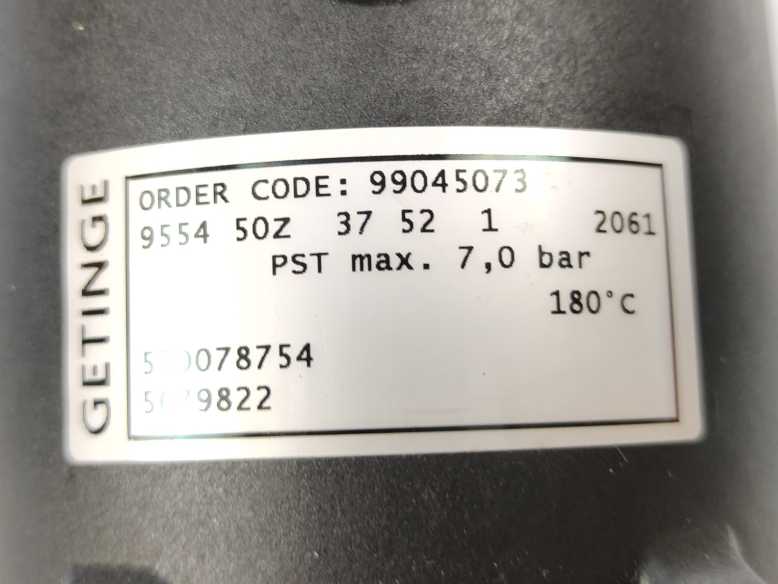 GETINGE
ORDER CODE: 99045073
9554 50Z 37 52 1 2061
PST max. 7,0 bar
180°C